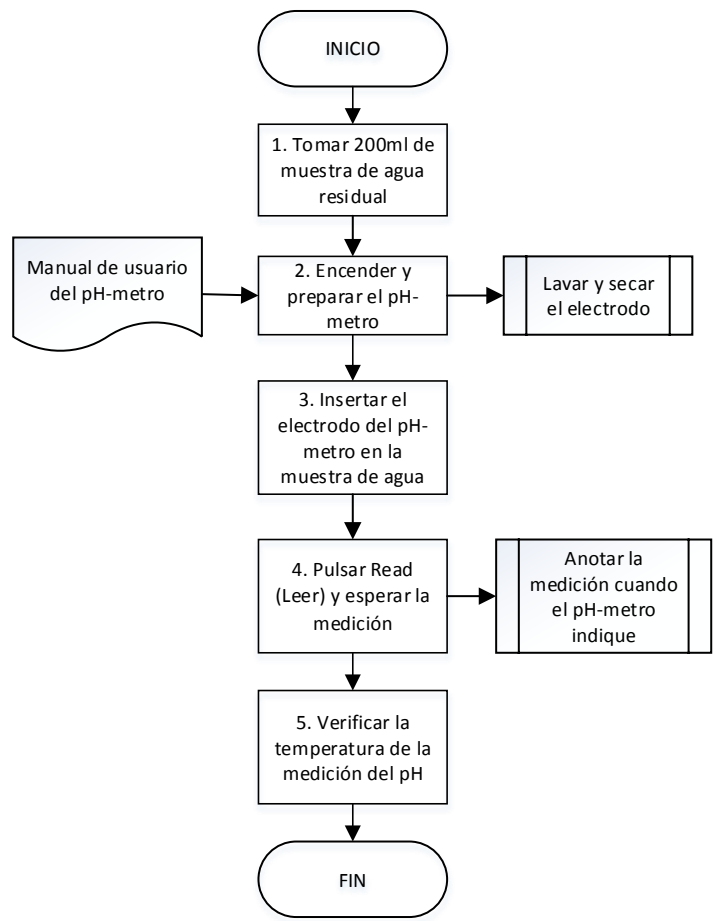 INICIO
1. Tomar 200ml de
muestra de agua
residual
Manual de usuario
del pH-metro
2. Encender y
preparar el pH-
metro
Lavar y secar
el electrodo
3. Insertar el
electrodo del pH-
metro en la
muestra de agua
4. Pulsar Read
(Leer) y esperar la
medición
Anotar la
medición cuando
el pH-metro
indique
5. Verificar la
temperatura de la
medición del pH
FIN